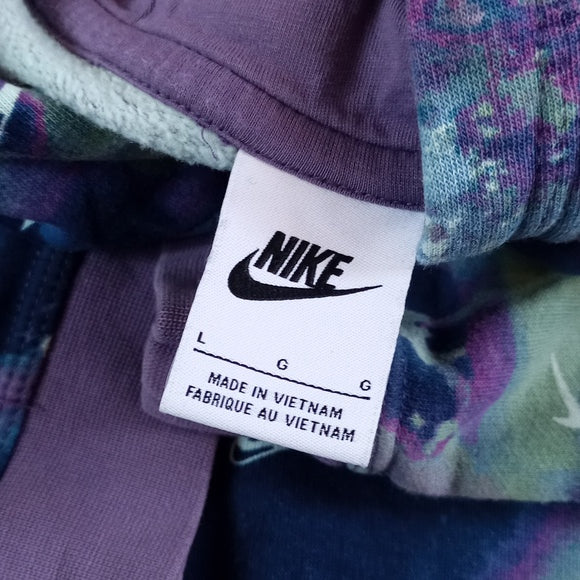 NIKE
L G G
MADE IN VIETNAM
FABRIQUE AU VIETNAM